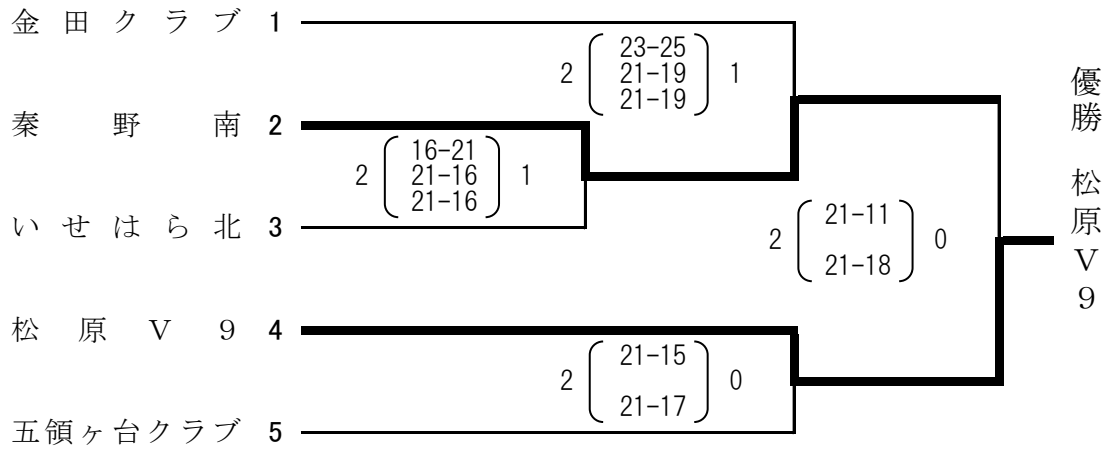 金田クラブ 1
2 23-25 1
21-19
21-19
秦野南 2
2 16-21 1
21-16
21-16
いせはら北 3
2 21-11 0
21-18
松原Ｖ９ 4
2 21-15 0
21-17
五領ヶ台クラブ 5
優勝 松原Ｖ９